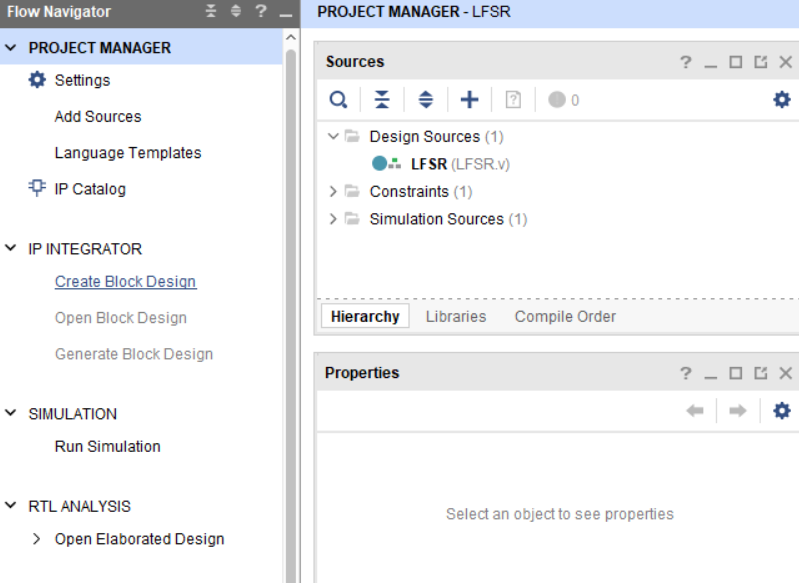 Flow Navigator
?
PROJECT MANAGER
Settings
Add Sources
Language Templates
IP Catalog
IP INTEGRATOR
Create Block Design
Open Block Design
Generate Block Design
SIMULATION
Run Simulation
RTL ANALYSIS
Open Elaborated Design
PROJECT MANAGER - LFSR
Sources
?
? 0
Design Sources (1)
LFSR (LFSR.v)
Constraints (1)
Simulation Sources (1)
Hierarchy Libraries Compile Order
Properties
?
Select an object to see properties